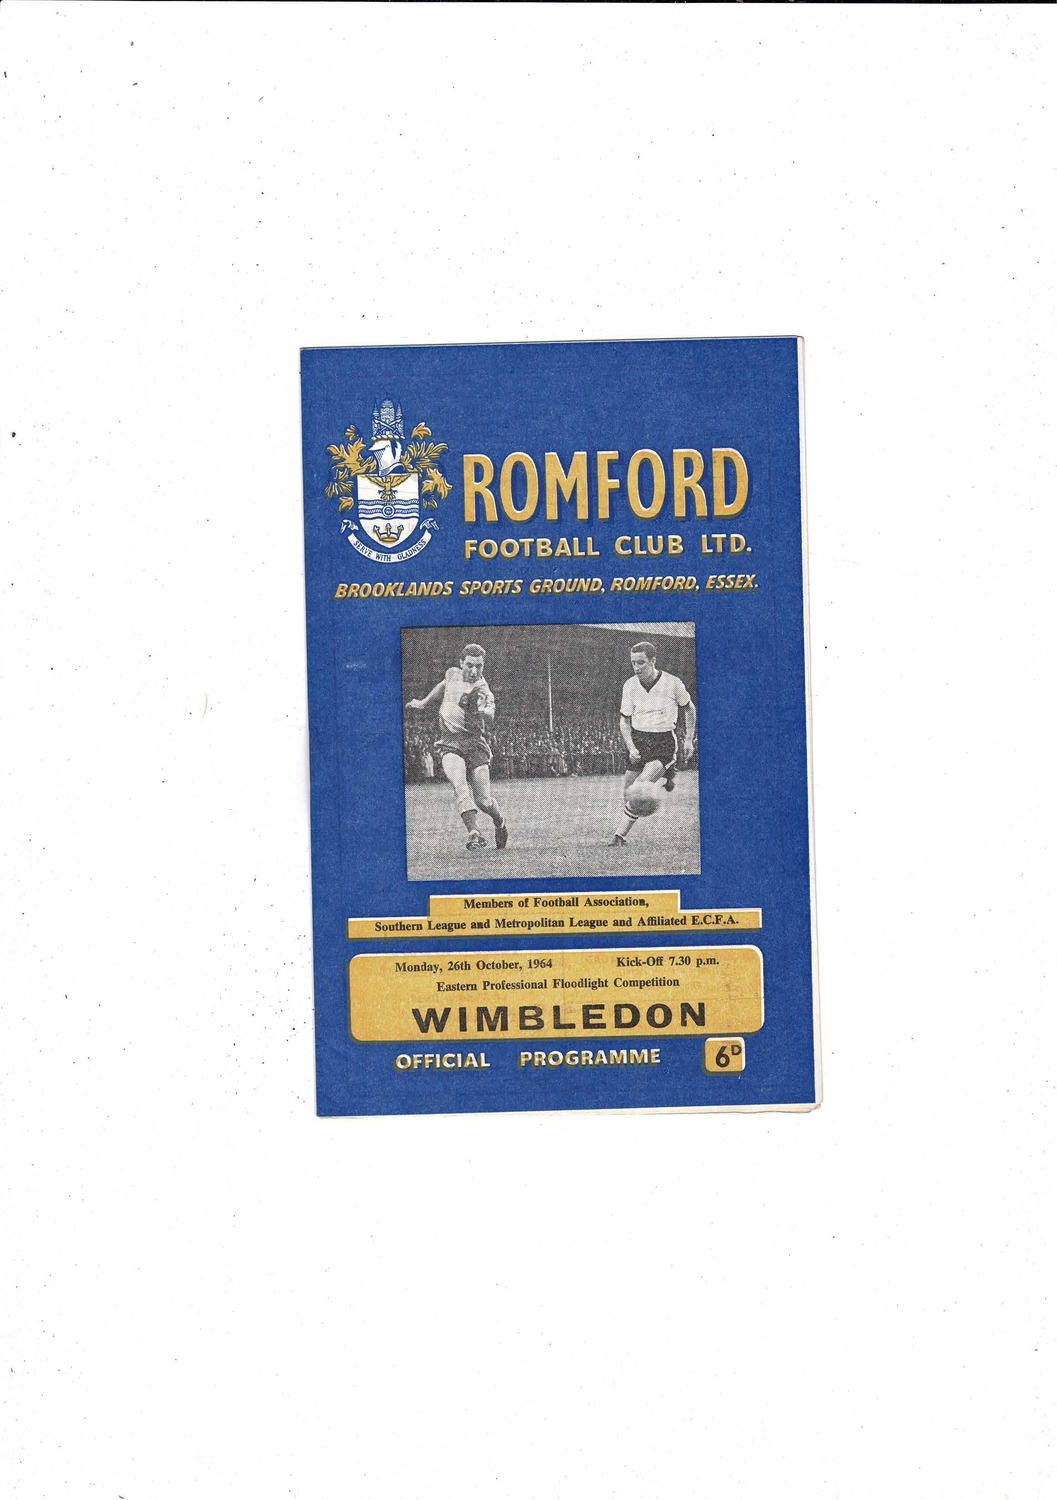 ROMFORD
FOOTBALL CLUB LTD.
SERVE WITH GLADNESS
BROOKLANDS SPORTS GROUND, ROMFORD, ESSEX.
Members of Football Association,
Southern League and Metropolitan League and Affiliated E.C.F.A.
Monday, 26th October, 1964 Kick-Off 7.30 p.m.
Eastern Professional Floodlight Competition
WIMBLEDON
OFFICIAL PROGRAMME 6D